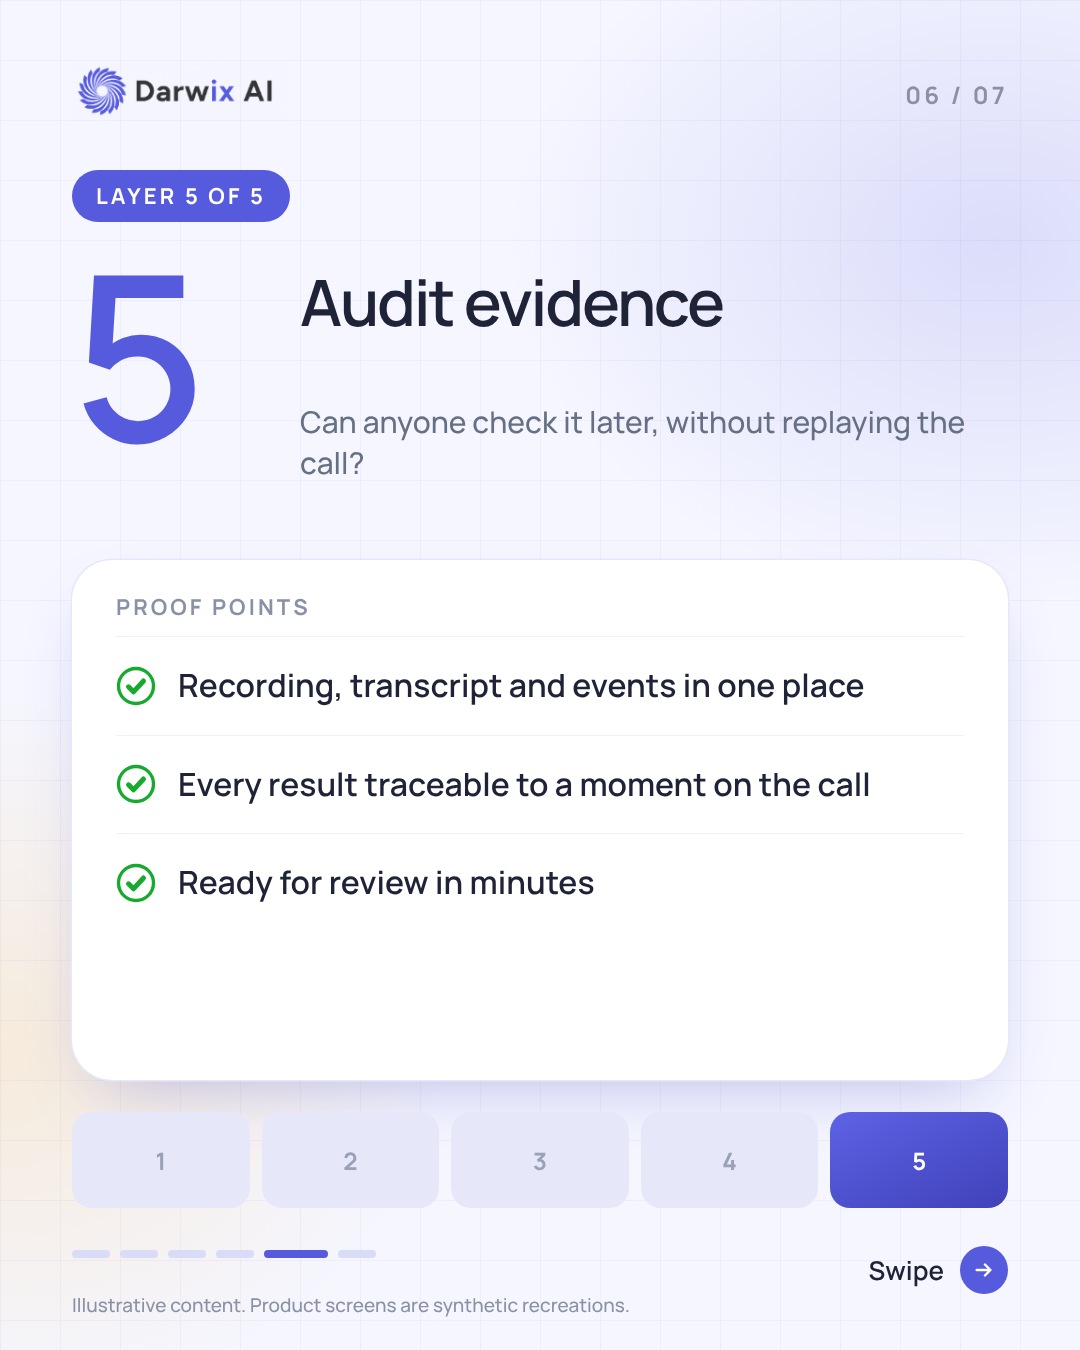 Darwix AI
06 / 07
LAYER 5 OF 5
5
Audit evidence
Can anyone check it later, without replaying the
call?
PROOF POINTS
Recording, transcript and events in one place
Every result traceable to a moment on the call
Ready for review in minutes
1
2
3
4
5
Swipe
Illustrative content. Product screens are synthetic recreations.